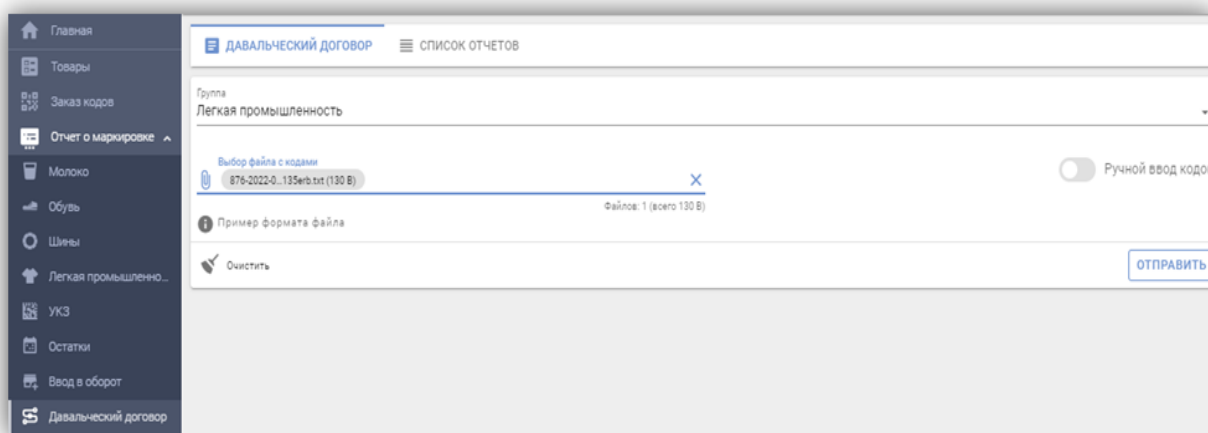 Главная
Товары
Заказ кодов
Отчет о маркировке
Молоко
Обувь
Шины
Легкая промышленно...
УКЗ
Остатки
Ввод в оборот
Давальческий договор
ДАВАЛЬЧЕСКИЙ ДОГОВОР СПИСОК ОТЧЕТОВ
Группа
Легкая промышленность
Выбор файла с кодами
876-2022-0...135erb.txt (130 B)
Ручной ввод кодо
Файлов: 1 (всего 130 B)
Пример формата файла
Очистить
ОТПРАВИТЬ